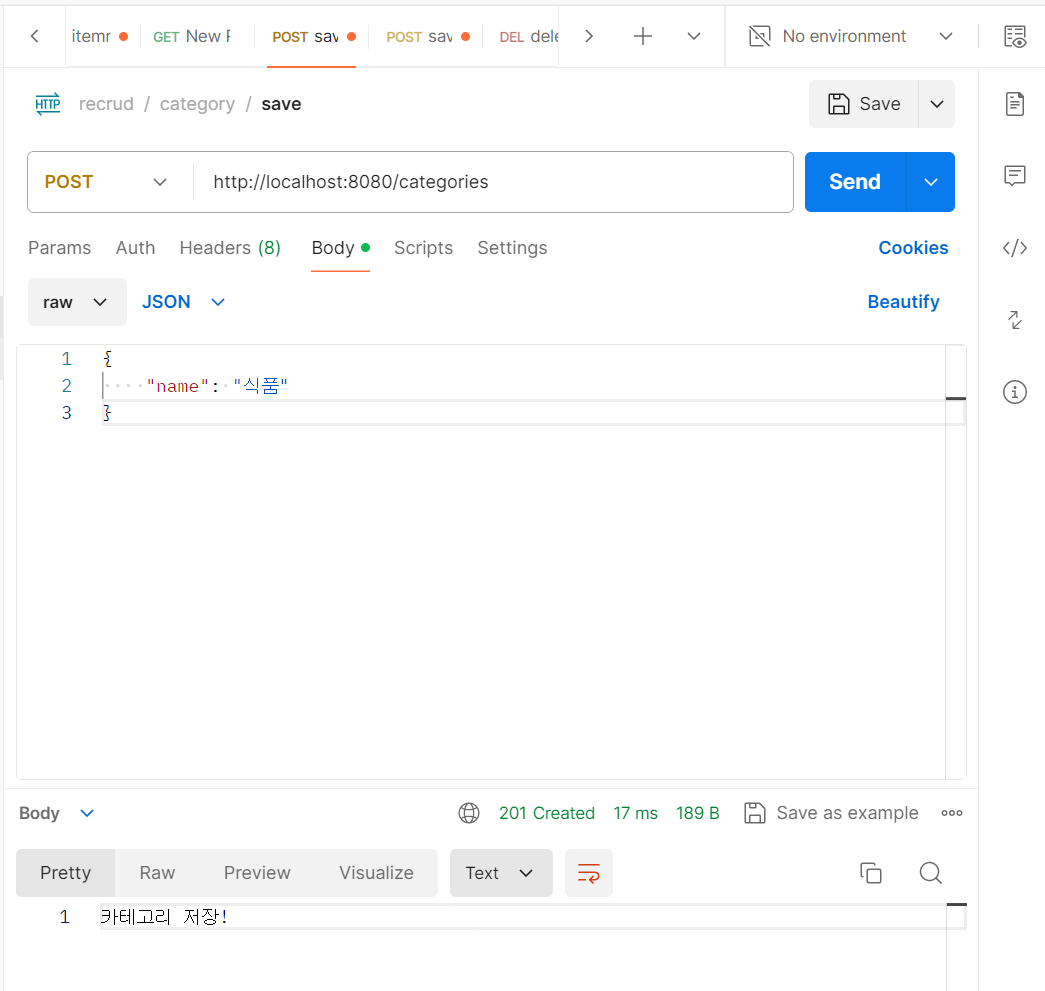 itemr GET New F POST sav POST sav DEL dele No environment
HTTP recrud / category / save Save
POST http://localhost:8080/categories Send
Params Auth Headers (8) Body Scripts Settings Cookies
raw JSON Beautify
1 {
2 "name": "식품"
3 }
Body 201 Created 17 ms 189 B Save as example
Pretty Raw Preview Visualize Text
1 카테고리 저장!